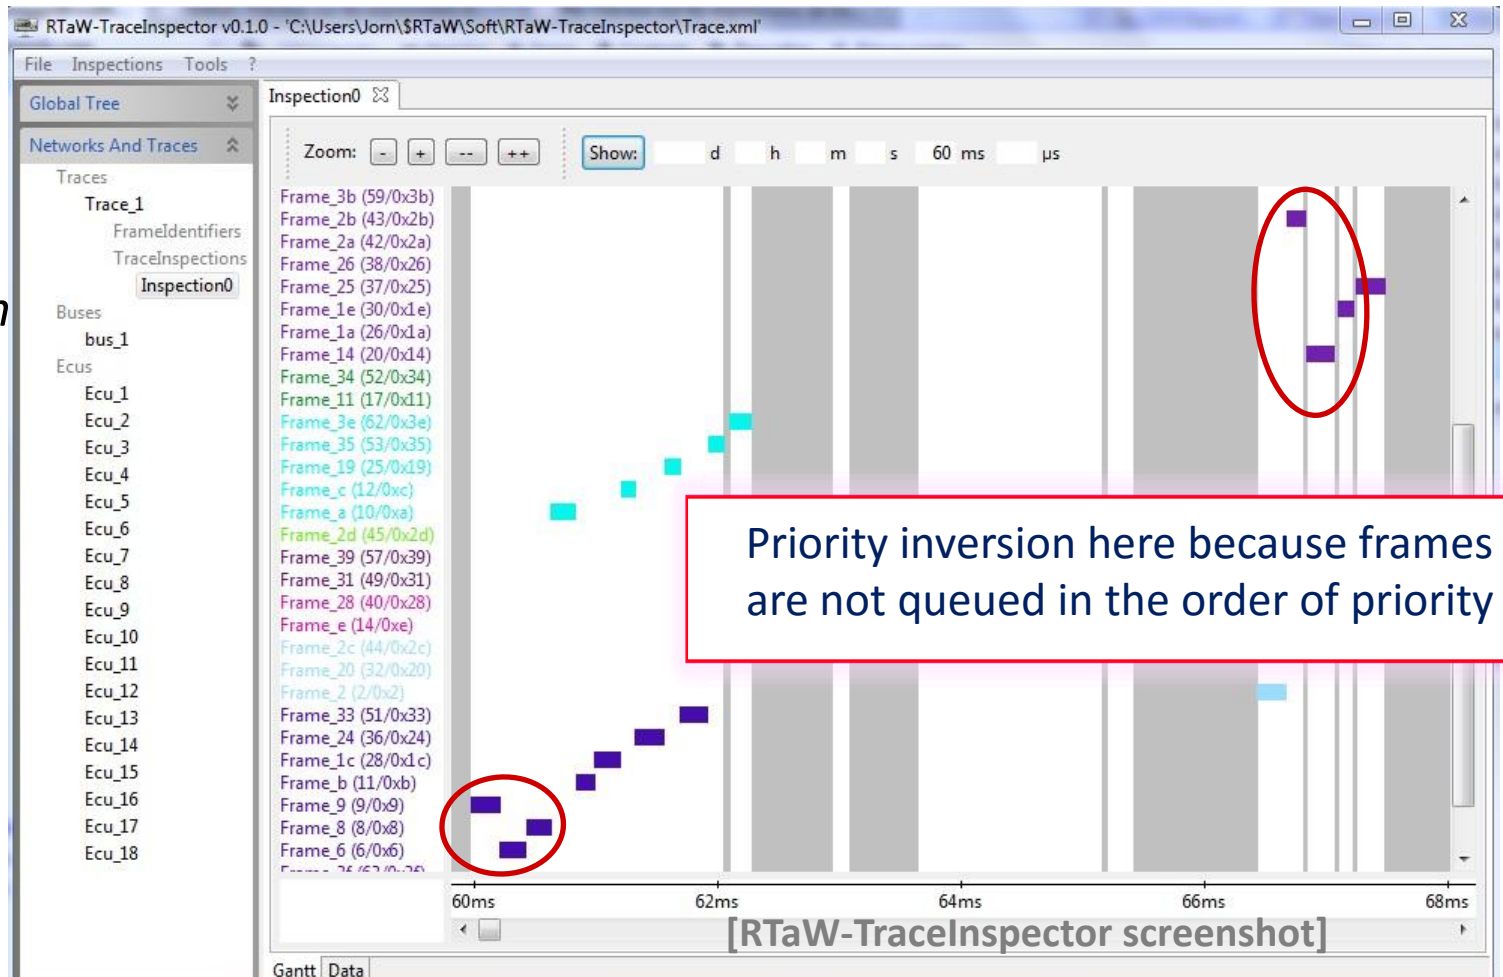 RTaW-TraceInspector v0.1.0 - 'C:\Users\Jorn\$RTaW\Soft\RTaW-TraceInspector\Trace.xml'
File Inspections Tools ?
Global Tree
Networks And Traces
Traces
Trace_1
FrameIdentifiers
TraceInspections
Inspection0
Buses
bus_1
Ecus
Ecu_1
Ecu_2
Ecu_3
Ecu_4
Ecu_5
Ecu_6
Ecu_7
Ecu_8
Ecu_9
Ecu_10
Ecu_11
Ecu_12
Ecu_13
Ecu_14
Ecu_15
Ecu_16
Ecu_17
Ecu_18
Inspection0
Zoom: - + -- ++ Show: d h m s 60 ms µs
Frame_3b (59/0x3b)
Frame_2b (43/0x2b)
Frame_2a (42/0x2a)
Frame_26 (38/0x26)
Frame_25 (37/0x25)
Frame_1e (30/0x1e)
Frame_1a (26/0x1a)
Frame_14 (20/0x14)
Frame_34 (52/0x34)
Frame_11 (17/0x11)
Frame_3e (62/0x3e)
Frame_35 (53/0x35)
Frame_19 (25/0x19)
Frame_c (12/0xc)
Frame_a (10/0xa)
Frame_2d (45/0x2d)
Frame_39 (57/0x39)
Frame_31 (49/0x31)
Frame_28 (40/0x28)
Frame_e (14/0xe)
Frame_2c (44/0x2c)
Frame_20 (32/0x20)
Frame_2 (2/0x2)
Frame_33 (51/0x33)
Frame_24 (36/0x24)
Frame_1c (28/0x1c)
Frame_b (11/0xb)
Frame_9 (9/0x9)
Frame_8 (8/0x8)
Frame_6 (6/0x6)
Priority inversion here because frames
are not queued in the order of priority
60ms 62ms 64ms 66ms 68ms
[RTaW-TraceInspector screenshot]
Gantt Data